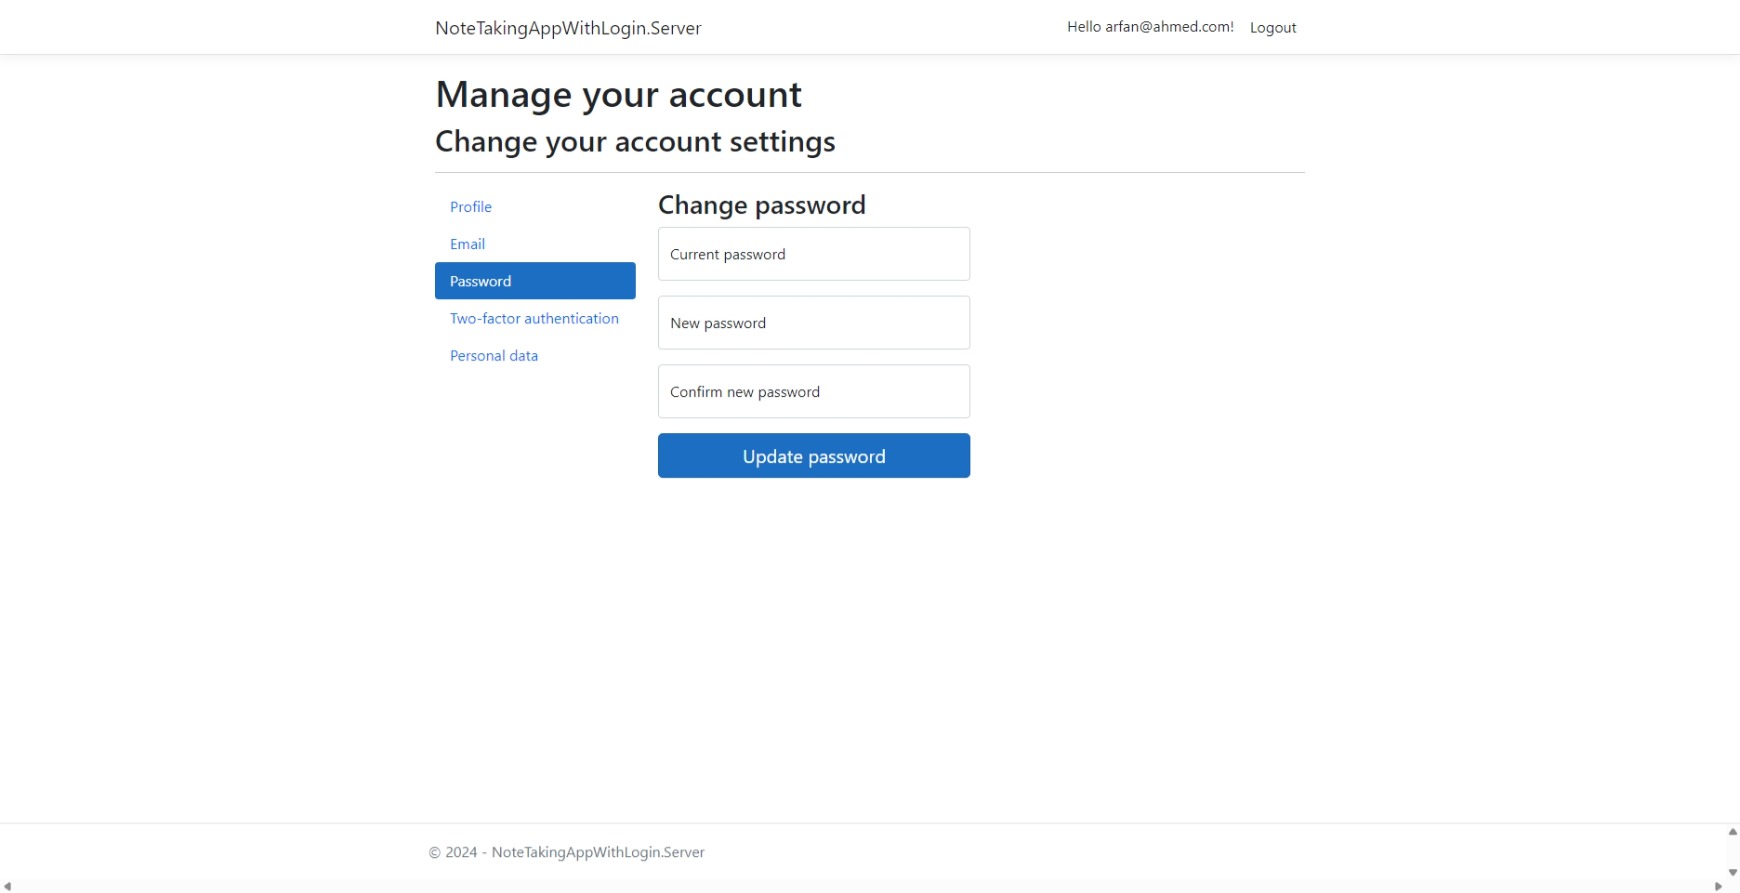 NoteTakingAppWithLogin.Server
Hello arfan@ahmed.com! Logout
Manage your account
Change your account settings
Profile
Email
Password
Two-factor authentication
Personal data
Change password
Current password
New password
Confirm new password
Update password
© 2024 - NoteTakingAppWithLogin.Server